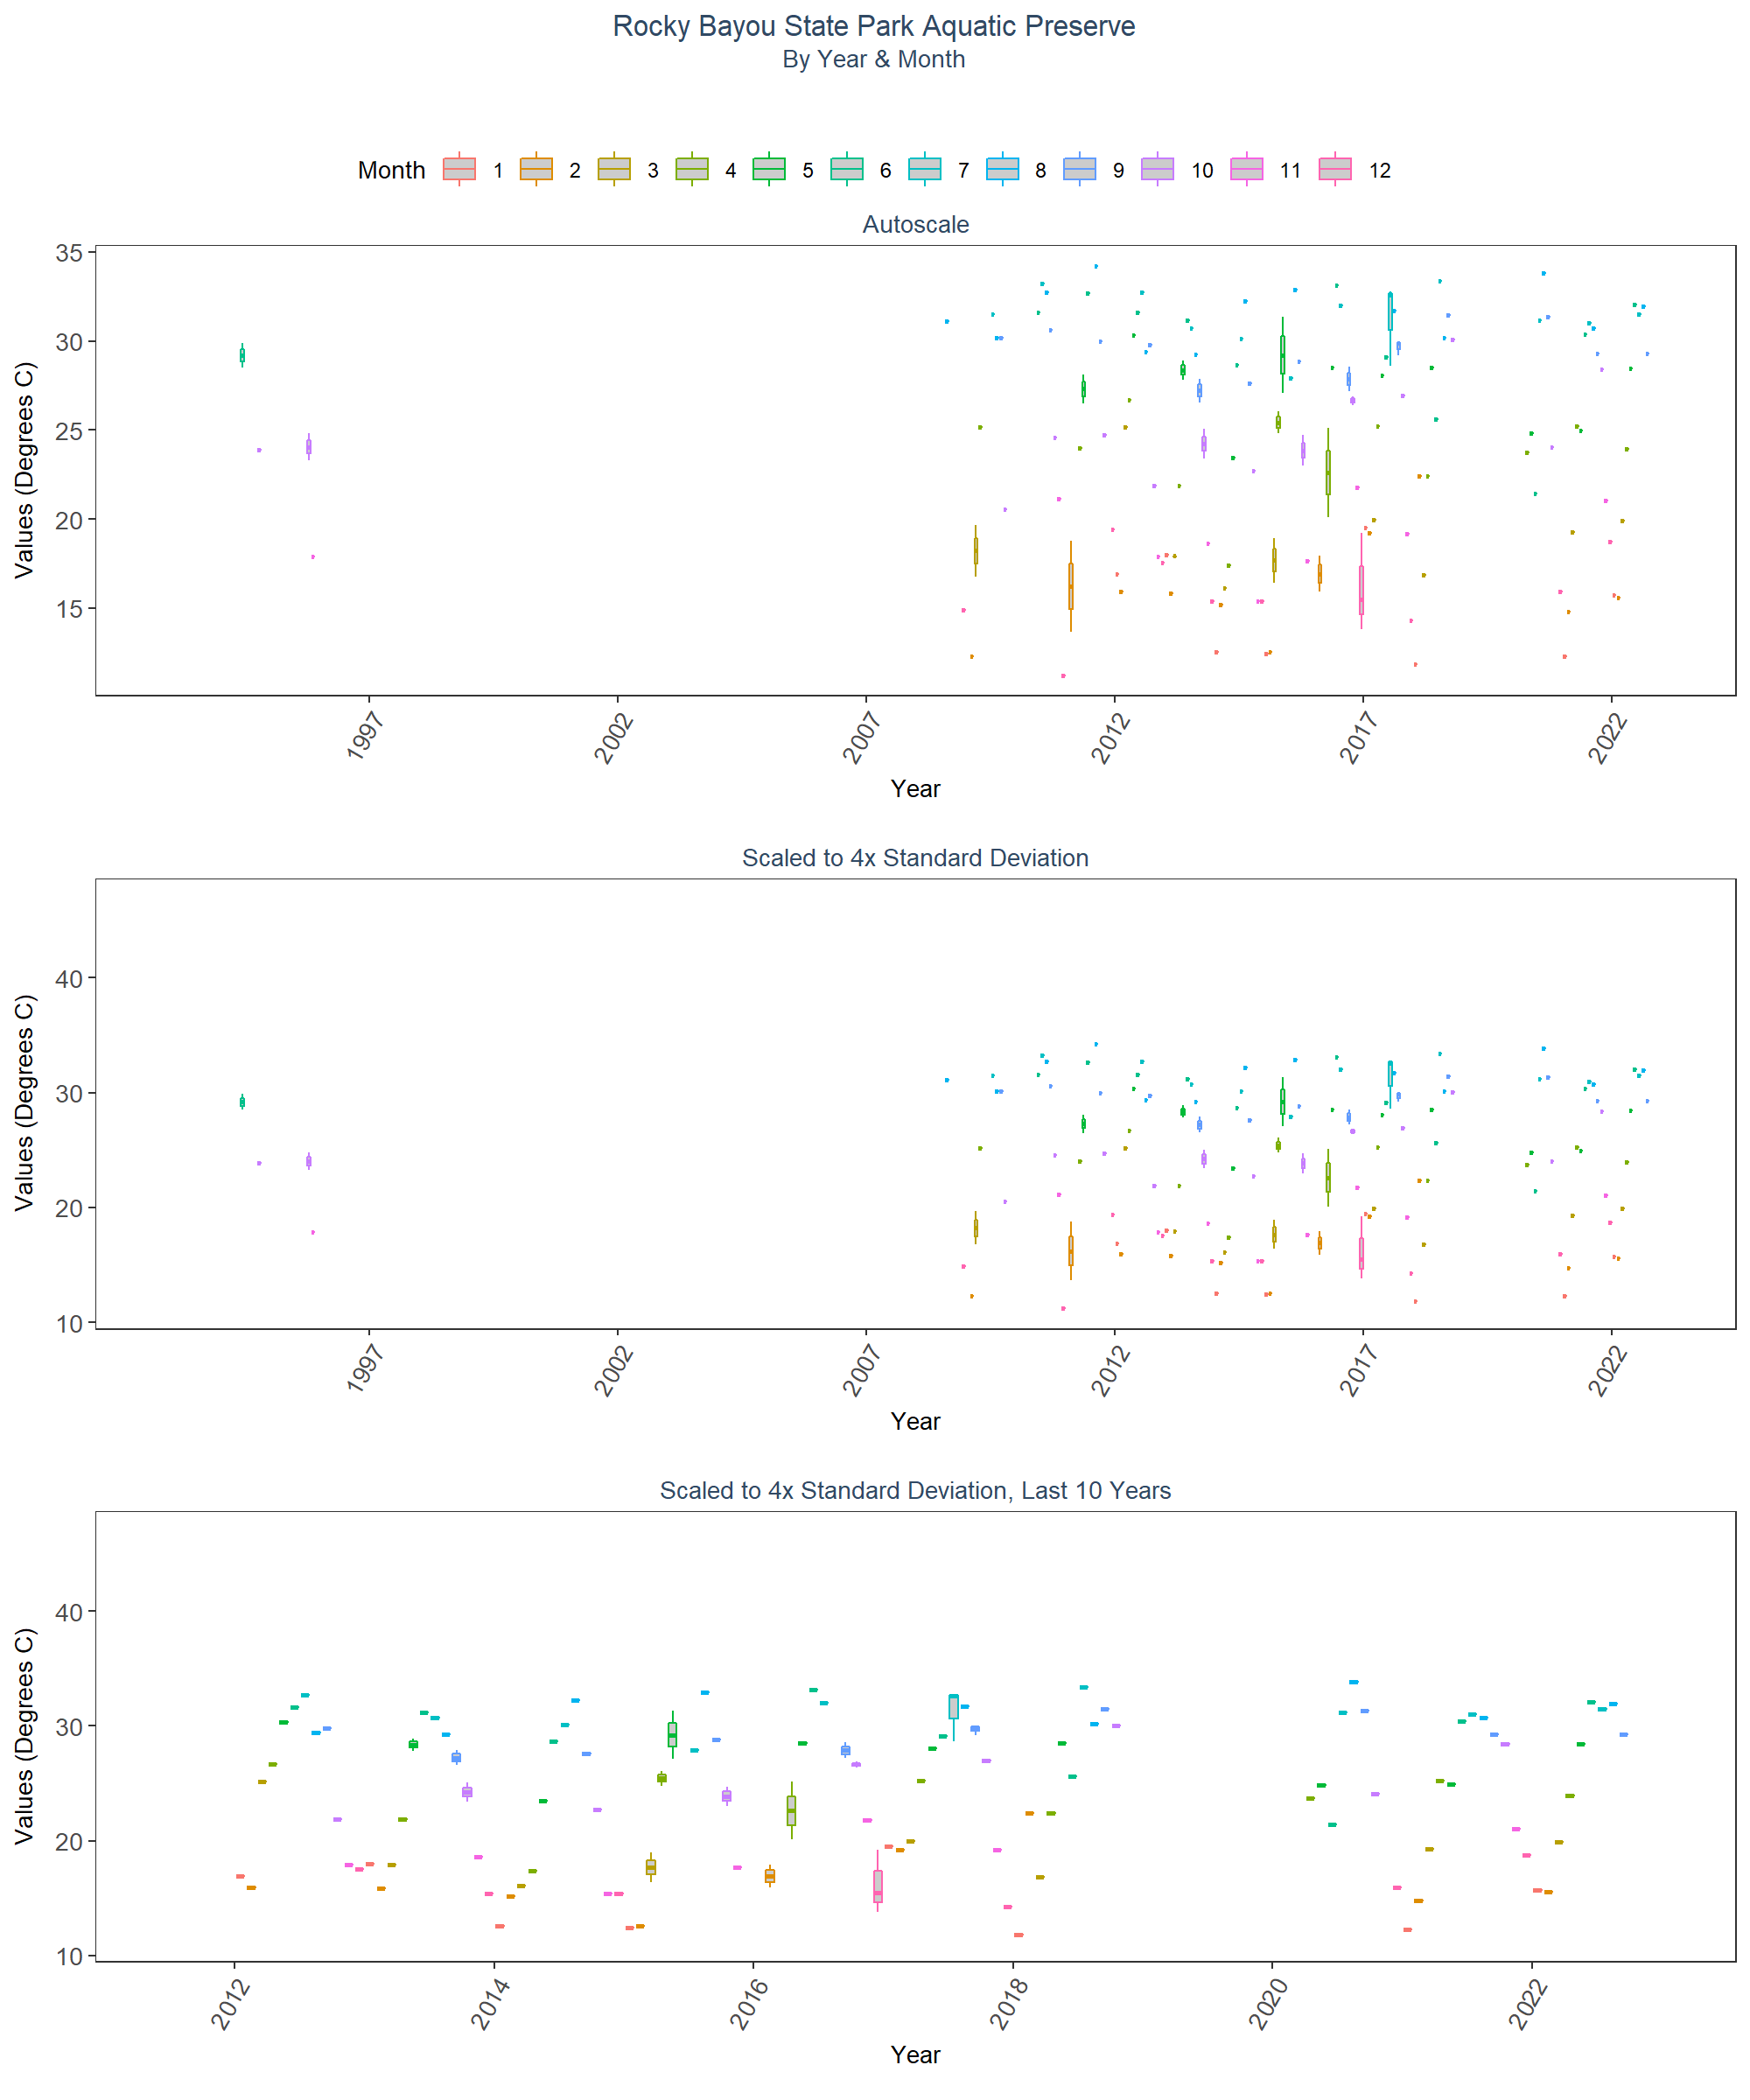 Rocky Bayou State Park Aquatic Preserve
By Year & Month
Month 1 2 3 4 5 6 7 8 9 10 11 12
Autoscale
Values (Degrees C)
35
30
25
20
15
1997 2002 2007 2012 2017 2022
Year
Scaled to 4x Standard Deviation
Values (Degrees C)
40
30
20
10
1997 2002 2007 2012 2017 2022
Year
Scaled to 4x Standard Deviation, Last 10 Years
Values (Degrees C)
40
30
20
10
2012 2014 2016 2018 2020 2022
Year